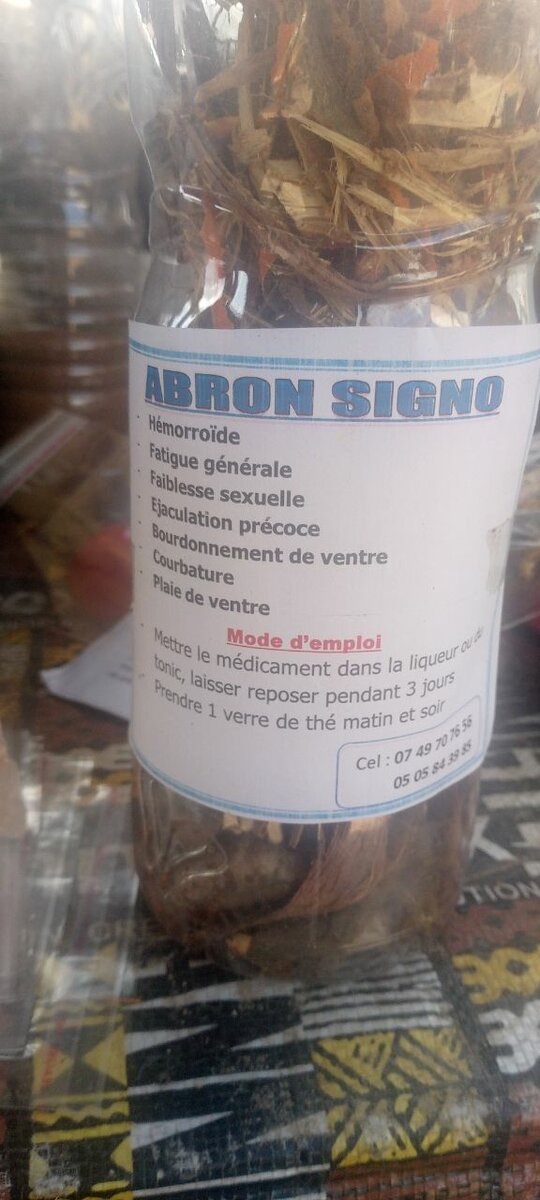 ABRON SIGNO
- Hémorroïde
- Fatigue générale
- Faiblesse sexuelle
- Ejaculation précoce
- Bourdonnement de ventre
- Courbature
- Plaie de ventre
Mode d'emploi
- Mettre le médicament dans la liqueur ou du
tonic, laisser reposer pendant 3 jours
Prendre 1 verre de thé matin et soir
Cel : 07 49 70 76 56
05 05 84 39 85